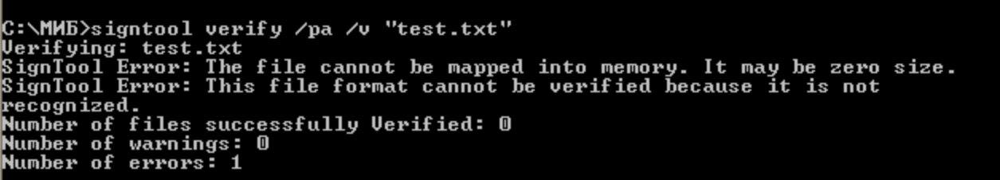 C:\МИБ>signtool verify /pa /v "test.txt"
Verifying: test.txt
SignTool Error: The file cannot be mapped into memory. It may be zero size.
SignTool Error: This file format cannot be verified because it is not
recognized.
Number of files successfully Verified: 0
Number of warnings: 0
Number of errors: 1